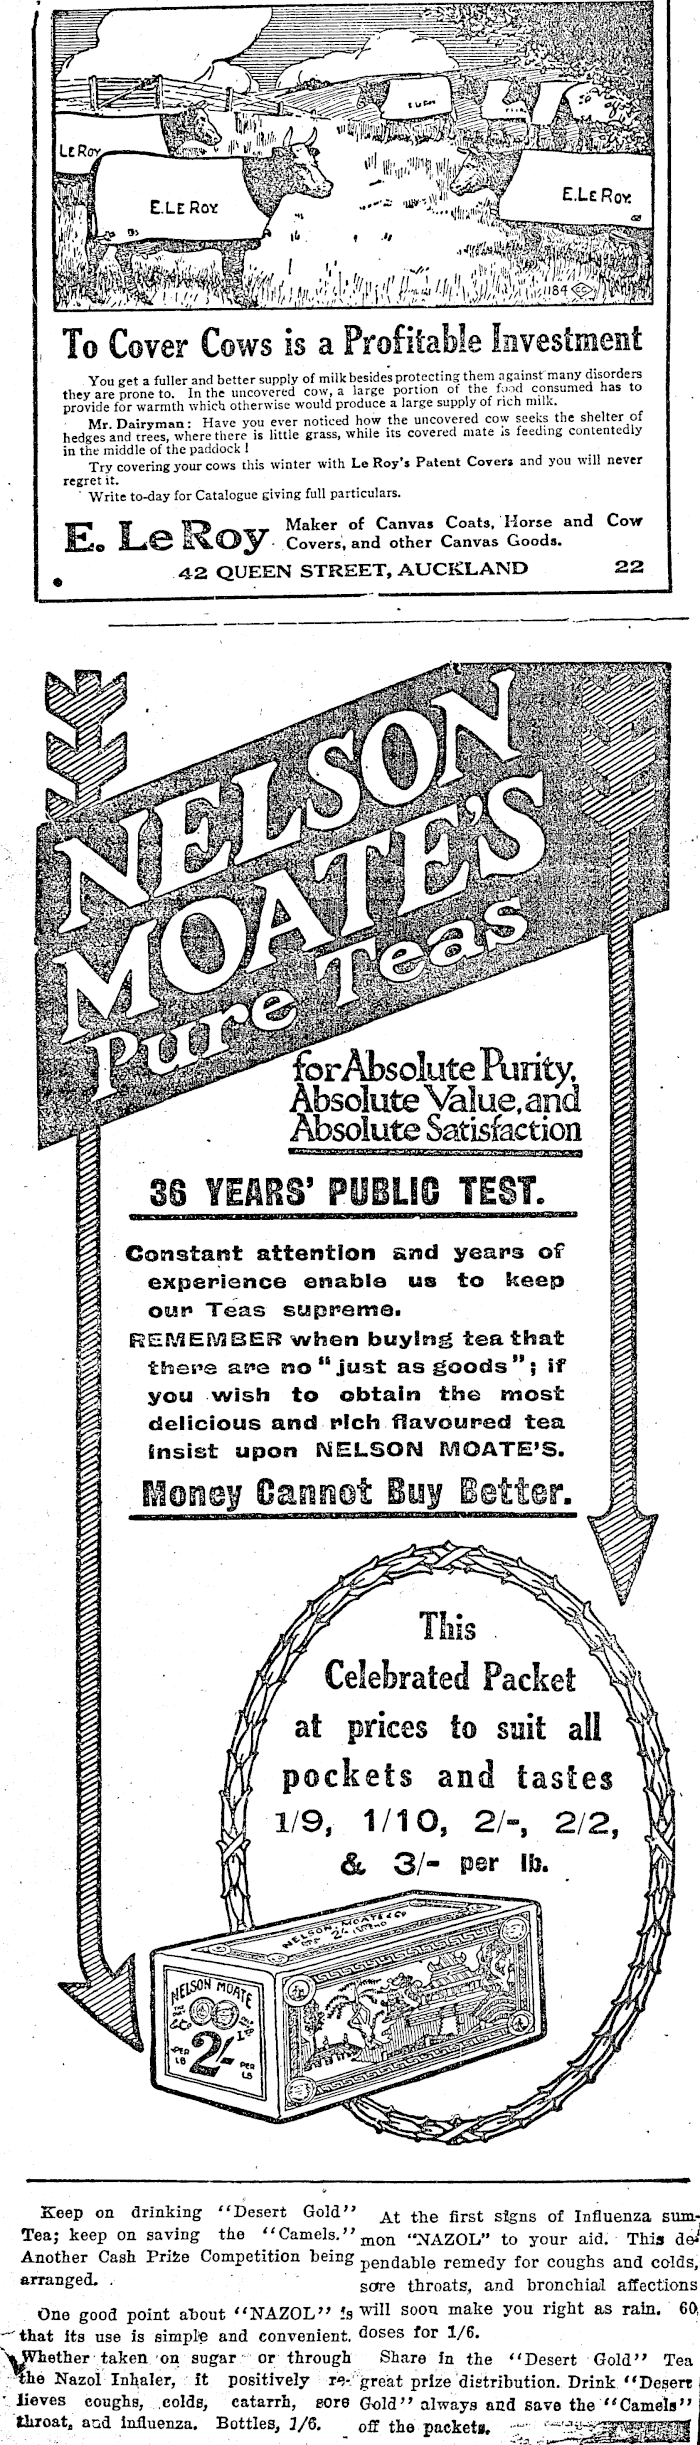 E LeRoy
LE ROY
E. LE ROY.
E. LE ROY.
1184
To Cover Cows is a Profitable Investment
You get a fuller and better supply of milk besides protecting them against many disorders
they are prone to. In the uncovered cow, a large portion of the food consumed has to
provide for warmth which otherwise would produce a large supply of rich milk.
Mr. Dairyman: Have you ever noticed how the uncovered cow seeks the shelter of
hedges and trees, where there is little grass, while its covered mate is feeding contentedly
in the middle of the paddock!
Try covering your cows this winter with Le Roy's Patent Covers and you will never
regret it.
Write to-day for Catalogue giving full particulars.
E. LeRoy
Maker of Canvas Coats, Horse and Cow
Covers, and other Canvas Goods.
42 QUEEN STREET, AUCKLAND 22
NELSON
MOATE'S
Pure Teas
for Absolute Purity,
Absolute Value, and
Absolute Satisfaction
36 YEARS' PUBLIC TEST.
Constant attention and years of
experience enable us to keep
our Teas supreme.
REMEMBER when buying tea that
there are no "just as goods"; if
you wish to obtain the most
delicious and rich flavoured tea
insist upon NELSON MOATE'S.
Money Cannot Buy Better.
This
Celebrated Packet
at prices to suit all
pockets and tastes
1/9, 1/10, 2/-, 2/2,
& 3/- per lb.
NELSON, MOATE & Co
2/-
NELSON MOATE
2/-
PER LB
PER LB
Keep on drinking "Desert Gold"
Tea; keep on saving the "Camels."
Another Cash Prize Competition being
arranged.
One good point about "NAZOL" is
that its use is simple and convenient.
Whether taken on sugar or through
the Nazol Inhaler, it positively re-
lieves coughs, colds, catarrh, sore
throat, and influenza. Bottles, 1/6.
At the first signs of Influenza sum-
mon "NAZOL" to your aid. This de-
pendable remedy for coughs and colds,
sore throats, and bronchial affections
will soon make you right as rain. 60
doses for 1/6.
Share in the "Desert Gold" Tea
great prize distribution. Drink "Desert
Gold" always and save the "Camels"
off the packets.